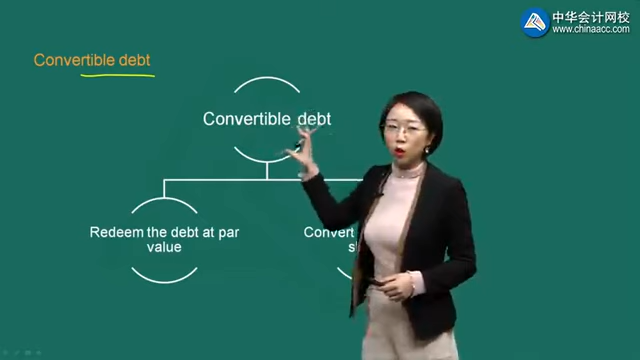 中华会计网校
www.chinaacc.com
Convertible debt
Convertible debt
Redeem the debt at par
value
Convert